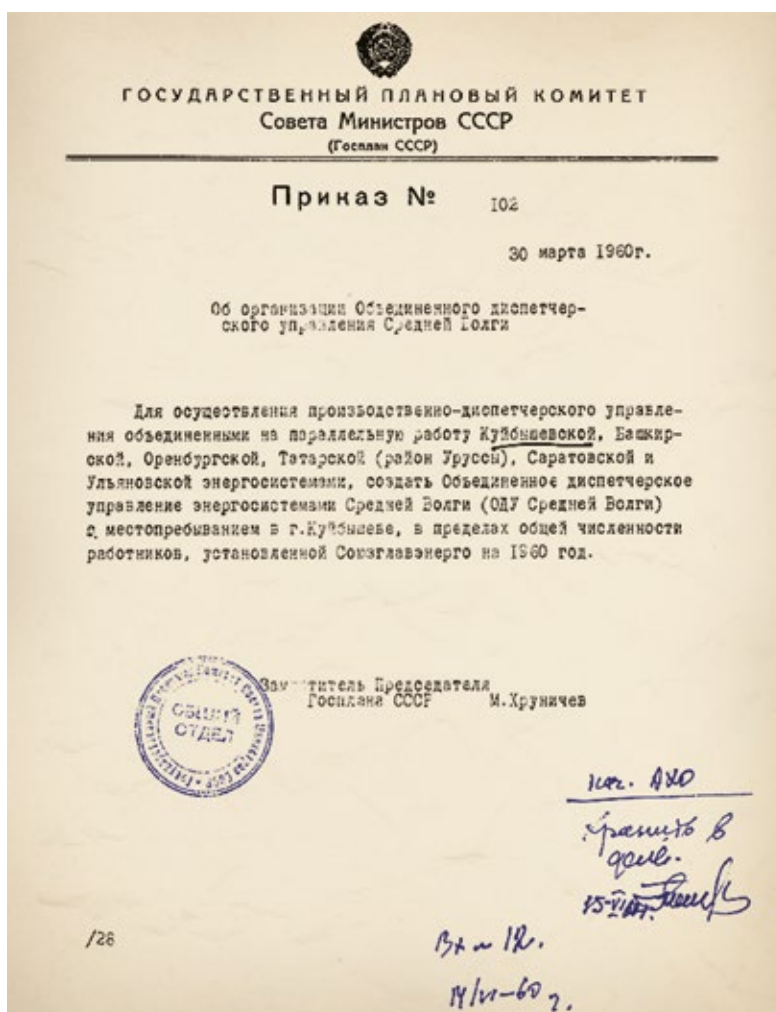 ГОСУДАРСТВЕННЫЙ ПЛАНОВЫЙ КОМИТЕТ
Совета Министров СССР
(Госплан СССР)
Приказ № 102
30 марта 1960г.
Об организации Объединенного диспетчер-
ского управления Средней Волги
Для осуществления производственно-диспетчерского управле-
ния объединенными на параллельную работу Куйбышевской, Башкир-
ской, Оренбургской, Татарской (район Уруссы), Саратовской и
Ульяновской энергосистемами, создать Объединенное диспетчерское
управление энергосистемами Средней Волги (ОДУ Средней Волги)
с местопребыванием в г.Куйбышеве, в пределах общей численности
работников, установленной Союзглавэнерго на 1960 год.
Заместитель Председателя
Госплана СССР М.Хруничев
ОБЩИЙ
ОТДЕЛ
нач. АХО
Хранить в
деле.
/28
Вх № 12.